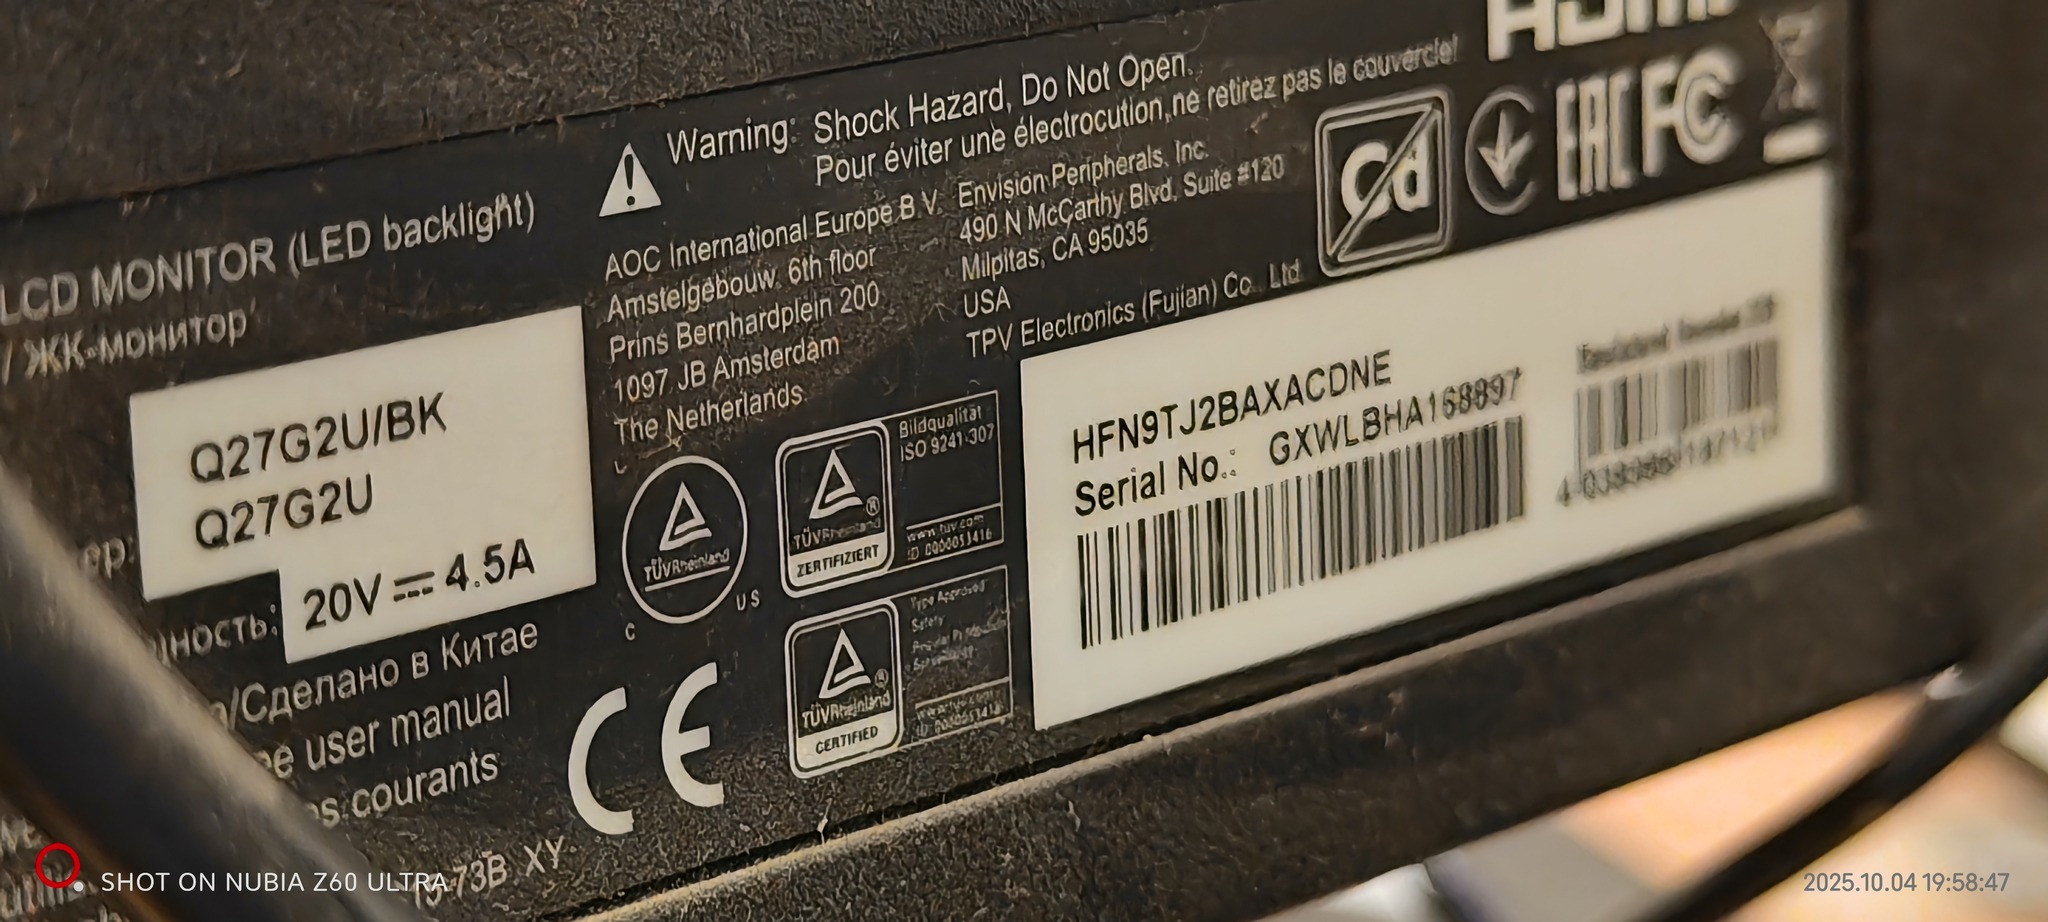 HDMI
Warning: Shock Hazard, Do Not Open.
Pour éviter une électrocution,ne retirez pas le couvercle!
LCD MONITOR (LED backlight)
/ ЖК-монитор
Q27G2U/BK
Q27G2U
20V 4.5A
ность:
/Сделано в Китае
user manual
courants
73B XY
AOC International Europe B.V.
Amstelgebouw, 6th floor
Prins Bernhardplein 200
1097 JB Amsterdam
The Netherlands
Envision Peripherals, Inc.
490 N McCarthy Blvd, Suite #120
Milpitas, CA 95035
USA
TPV Electronics (Fujian) Co., Ltd.
Cd
EAC FC
TÜVRheinland
C US
TÜVRheinland
ZERTIFIZIERT
Bildqualität
ISO 9241-307
www.tuv.com
ID 0000053416
TÜVRheinland
CERTIFIED
Type Approved
Safety
CE
HFN9TJ2BAXACDNE
Serial No.: GXWLBHA168897
SHOT ON NUBIA Z60 ULTRA
2025.10.04 19:58:47